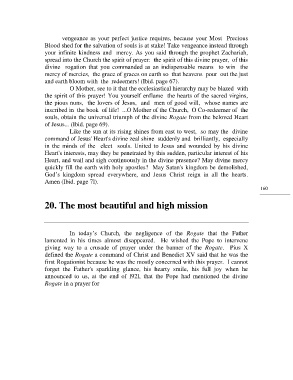 vengeance as your perfect justice requires, because your Most Precious
Blood shed for the salvation of souls is at stake! Take vengeance instead through
your infinite kindness and mercy. As you said through the prophet Zachariah,
spread into the Church the spirit of prayer: the spirit of this divine prayer, of this
divine rogation that you commanded as an indispensable means to win the
mercy of mercies, the grace of graces on earth so that heavens pour out the just
and earth bloom with the redeemers! (Ibid. page 67).
O Mother, see to it that the ecclesiastical hierarchy may be blazed with
the spirit of this prayer! You yourself enflame the hearts of the sacred virgins,
the pious nuns, the lovers of Jesus, and men of good will, whose names are
inscribed in the book of life! ...O Mother of the Church, O Co-redeemer of the
souls, obtain the universal triumph of the divine Rogate from the beloved Heart
of Jesus... (Ibid. page 69).
Like the sun at its rising shines from east to west, so may the divine
command of Jesus' Heart's divine zeal shine suddenly and brilliantly, especially
in the minds of the elect souls. United to Jesus and wounded by his divine
Heart's interests, may they be penetrated by this sudden, particular interest of his
Heart, and wail and sigh continuously in the divine presence? May divine mercy
quickly fill the earth with holy apostles! May Satan's kingdom be demolished,
God's kingdom spread everywhere, and Jesus Christ reign in all the hearts.
Amen (Ibid. page 71).
160
20. The most beautiful and high mission
In today's Church, the negligence of the Rogate that the Father
lamented in his times almost disappeared. He wished the Pope to intervene
giving way to a crusade of prayer under the banner of the Rogate. Pius X
defined the Rogate a command of Christ and Benedict XV said that he was the
first Rogationist because he was the mostly concerned with this prayer. I cannot
forget the Father's sparkling glance, his hearty smile, his full joy when he
announced to us, at the end of 1921, that the Pope had mentioned the divine
Rogate in a prayer for